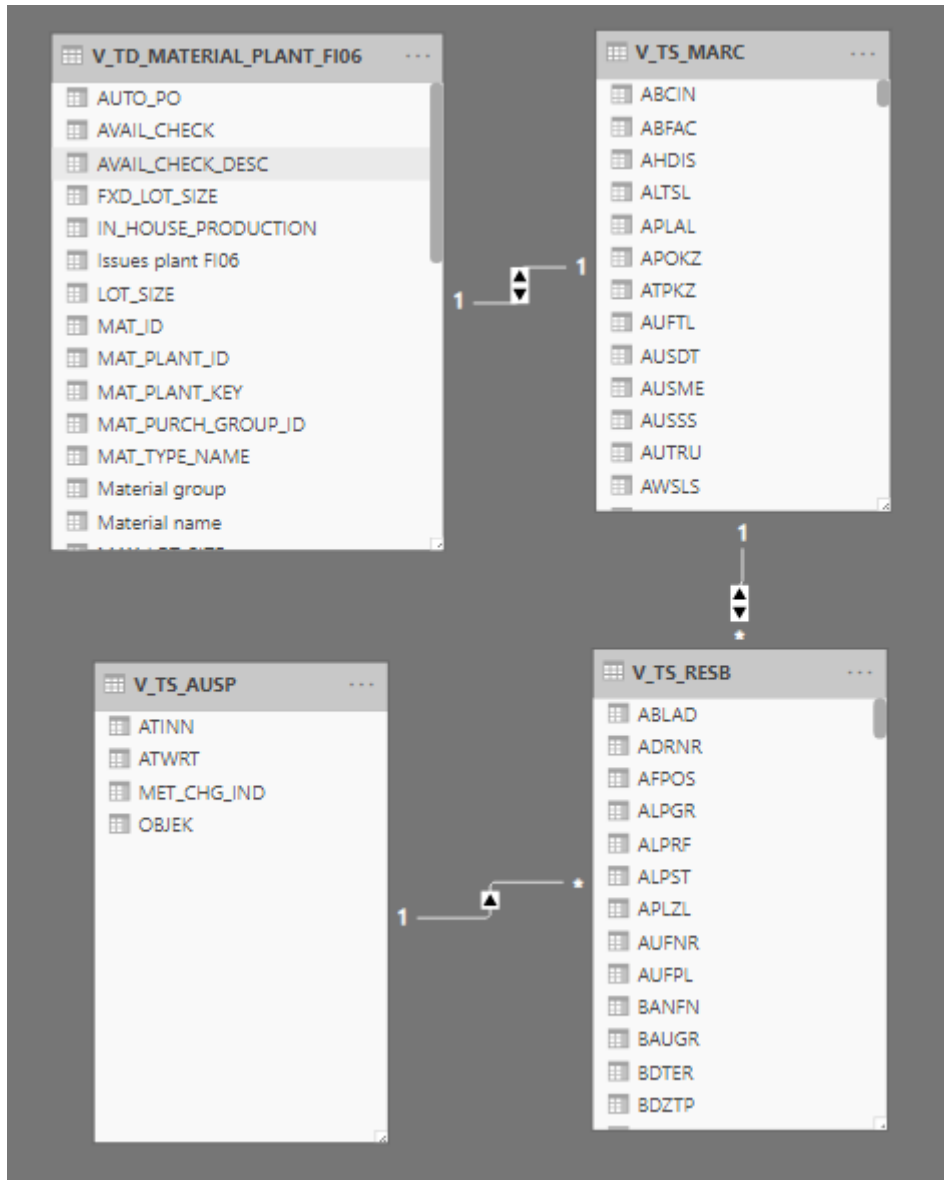 V_TD_MATERIAL_PLANT_FI06 ...
AUTO_PO
AVAIL_CHECK
AVAIL_CHECK_DESC
FXD_LOT_SIZE
IN_HOUSE_PRODUCTION
Issues plant FI06
LOT_SIZE
MAT_ID
MAT_PLANT_ID
MAT_PLANT_KEY
MAT_PURCH_GROUP_ID
MAT_TYPE_NAME
Material group
Material name
V_TS_MARC ...
ABCIN
ABFAC
AHDIS
ALTSL
APLAL
APOKZ
ATPKZ
AUFTL
AUSDT
AUSME
AUSSS
AUTRU
AWSLS
1
1
1
*
V_TS_AUSP ...
ATINN
ATWRT
MET_CHG_IND
OBJEK
1
*
V_TS_RESB ...
ABLAD
ADRNR
AFPOS
ALPGR
ALPRF
ALPST
APLZL
AUFNR
AUFPL
BANFN
BAUGR
BDTER
BDZTP